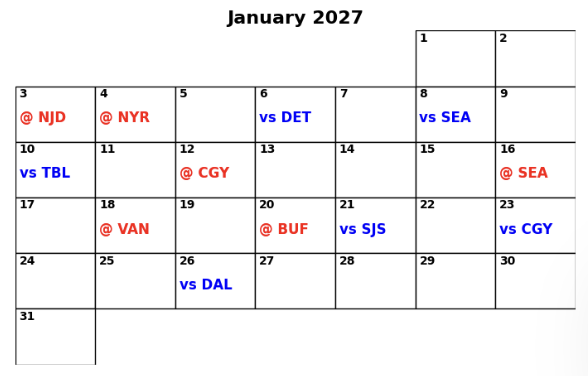 January 2027
1 2
3 4 5 6 7 8 9
@ NJD @ NYR vs DET vs SEA
10 11 12 13 14 15 16
vs TBL @ CGY @ SEA
17 18 19 20 21 22 23
@ VAN @ BUF vs SJS vs CGY
24 25 26 27 28 29 30
vs DAL
31